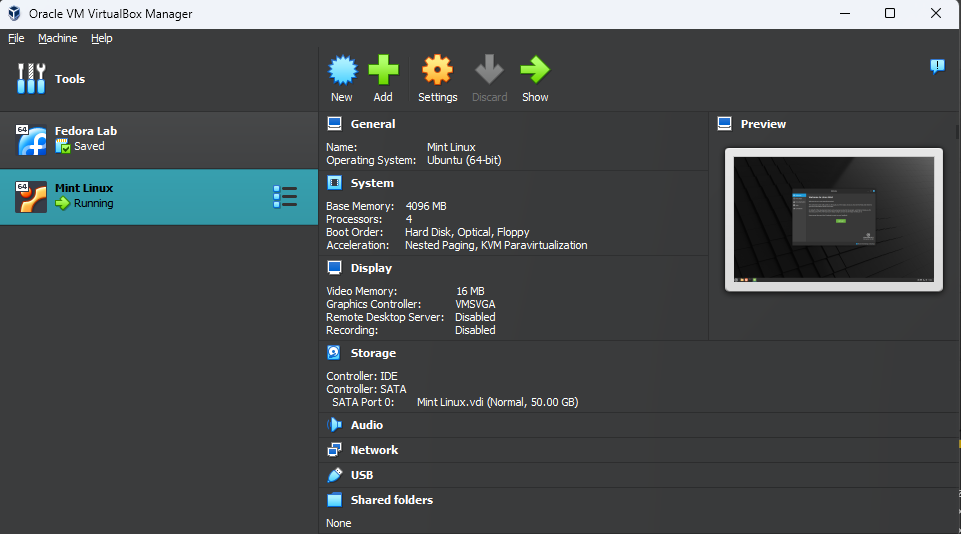 Oracle VM VirtualBox Manager
File Machine Help
Tools
New Add Settings Discard Show
64 Fedora Lab
Saved
64 Mint Linux
Running
General
Name: Mint Linux
Operating System: Ubuntu (64-bit)
System
Base Memory: 4096 MB
Processors: 4
Boot Order: Hard Disk, Optical, Floppy
Acceleration: Nested Paging, KVM Paravirtualization
Display
Video Memory: 16 MB
Graphics Controller: VMSVGA
Remote Desktop Server: Disabled
Recording: Disabled
Storage
Controller: IDE
Controller: SATA
SATA Port 0: Mint Linux.vdi (Normal, 50.00 GB)
Audio
Network
USB
Shared folders
None
Preview